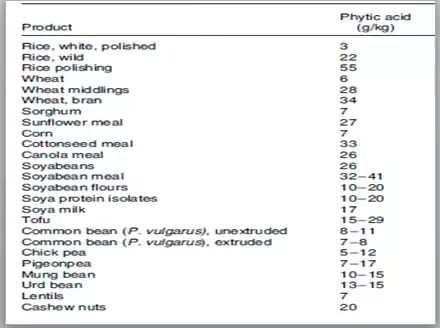 Product Phytic acid (g/kg)
Rice, white, polished 3
Rice, wild 22
Rice polishing 55
Wheat 6
Wheat middlings 28
Wheat, bran 34
Sorghum 7
Sunflower meal 27
Corn 7
Cottonseed meal 33
Canola meal 26
Soyabeans 26
Soyabean meal 32–41
Soyabean flours 10–20
Soya protein isolates 10–20
Soya milk 17
Tofu 15–29
Common bean (P. vulgarus), unextruded 8–11
Common bean (P. vulgarus), extruded 7–8
Chick pea 5–12
Pigeonpea 7–17
Mung bean 10–15
Urd bean 13–15
Lentils 7
Cashew nuts 20